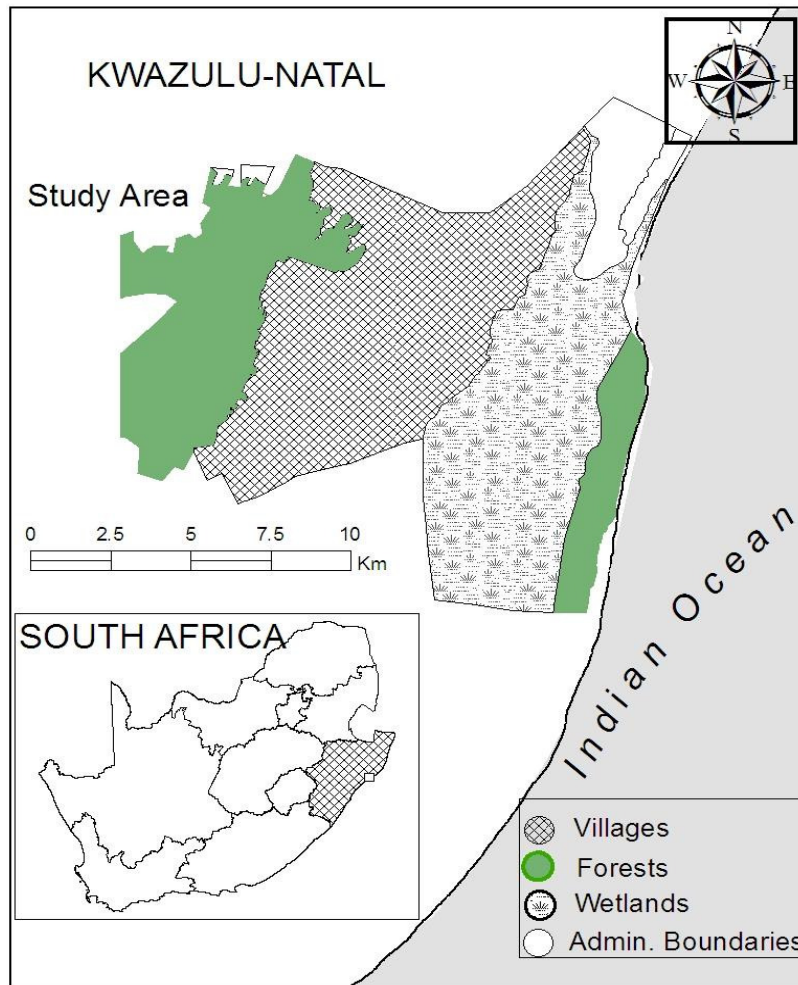 N
KWAZULU-NATAL
W E
S
Study Area
0 2.5 5 7.5 10
Km
Indian Ocean
SOUTH AFRICA
Villages
Forests
Wetlands
Admin. Boundaries